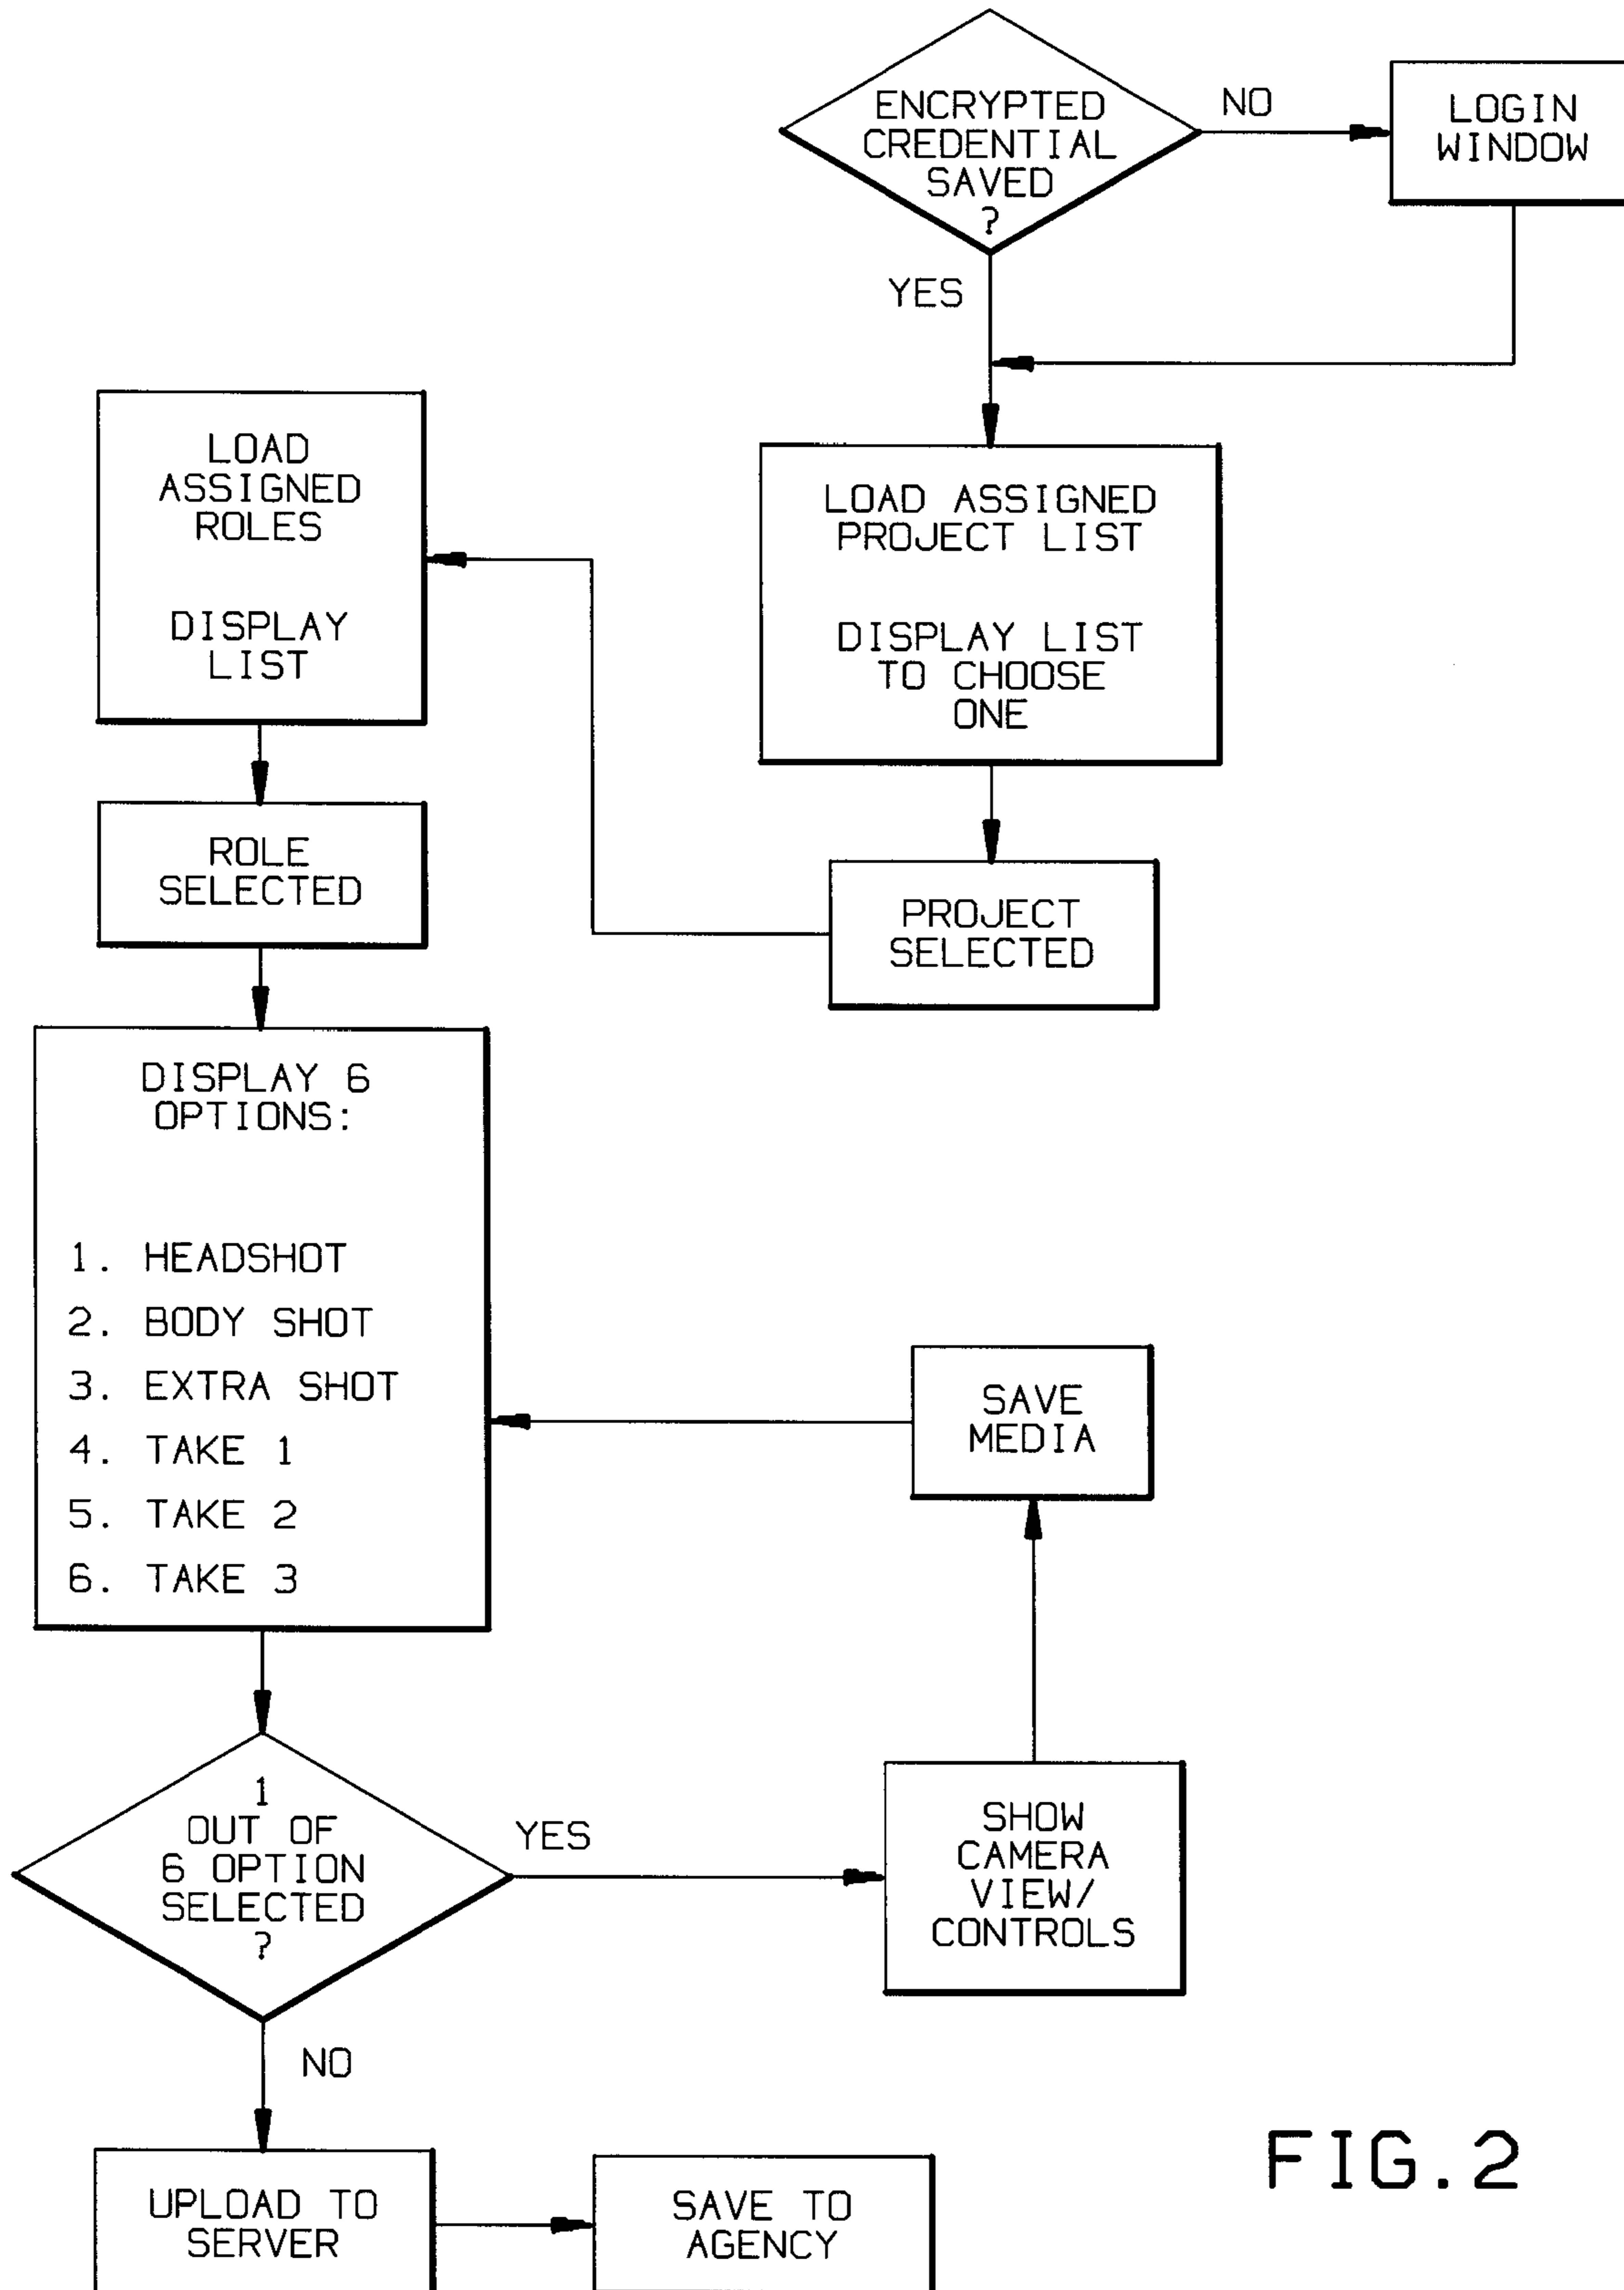 ENCRYPTED
CREDENTIAL
SAVED
?
NO
LOGIN
WINDOW
YES
LOAD ASSIGNED
PROJECT LIST
DISPLAY LIST
TO CHOOSE
ONE
PROJECT
SELECTED
LOAD
ASSIGNED
ROLES
DISPLAY
LIST
ROLE
SELECTED
DISPLAY 6
OPTIONS:
1. HEADSHOT
2. BODY SHOT
3. EXTRA SHOT
4. TAKE 1
5. TAKE 2
6. TAKE 3
1
OUT OF
6 OPTION
SELECTED
?
YES
SHOW
CAMERA
VIEW/
CONTROLS
SAVE
MEDIA
NO
UPLOAD TO
SERVER
SAVE TO
AGENCY
FIG.2